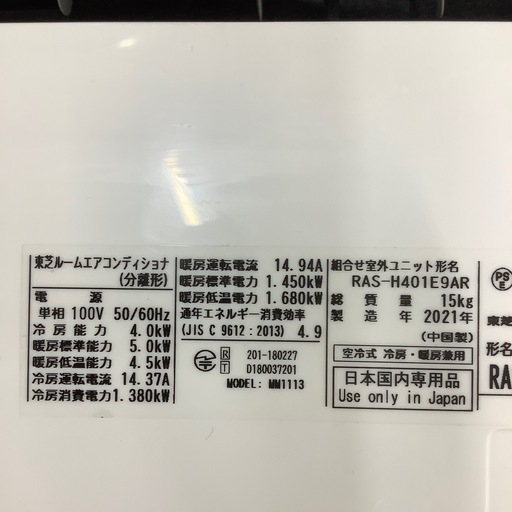 東芝ルームエアコンディショナ
(分離形)
電源
単相 100V 50/60Hz
冷房能力 4.0kW
暖房標準能力 5.0kW
暖房低温能力 4.5kW
冷房運転電流 14.37A
冷房消費電力 1.380kW
暖房運転電流 14.94A
暖房標準電力 1.450kW
暖房低温電力 1.680kW
通年エネルギー消費効率
(JIS C 9612:2013) 4.9
R 201-180227
T D180037201
MODEL: MM1113
組合せ室外ユニット形名
RAS-H401E9AR
総質量 15kg
製造年 2021年
(中国製)
空冷式 冷房・暖房兼用
日本国内専用品
Use only in Japan
PS
E
東芝
形名
RA